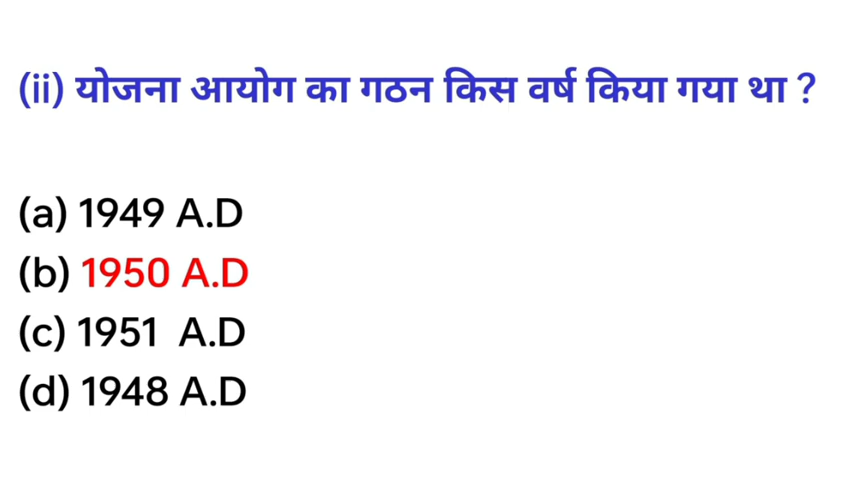 (ii) योजना आयोग का गठन किस वर्ष किया गया था ?
(a) 1949 A.D
(b) 1950 A.D
(c) 1951 A.D
(d) 1948 A.D